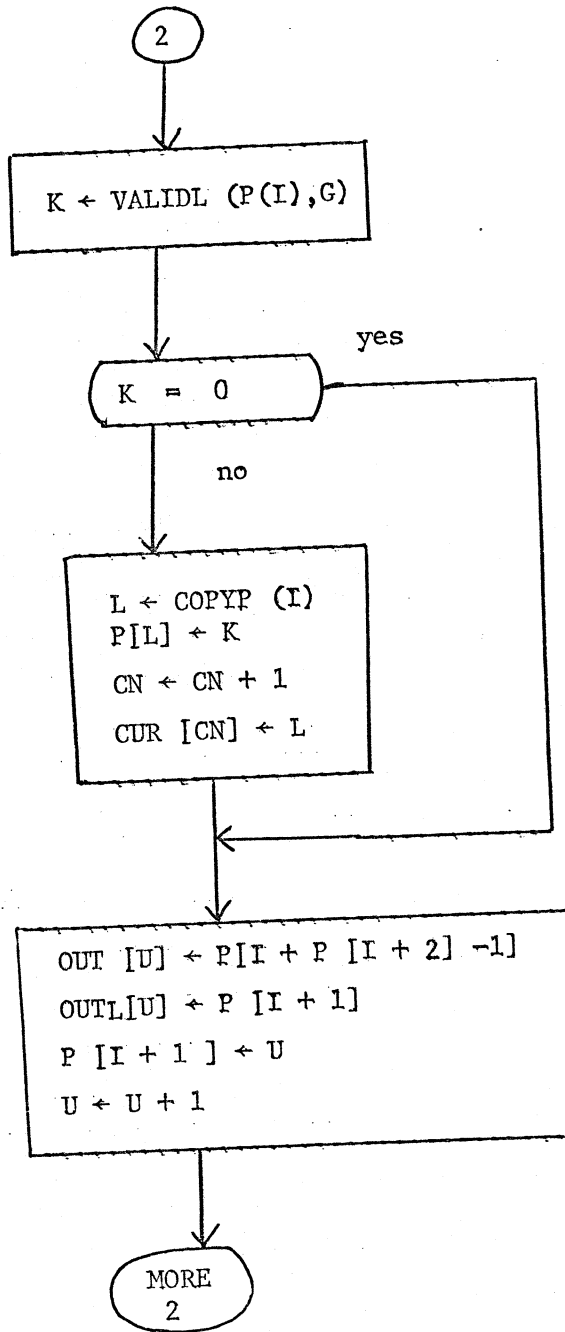 2
K ← VALIDL (P(I),G)
yes
K = 0
no
L ← COPYP (I)
P[L] ← K
CN ← CN + 1
CUR [CN] ← L
OUT [U] ← P[I + P [I + 2] -1]
OUTL[U] ← P [I + 1]
P [I + 1 ] ← U
U ← U + 1
MORE
2